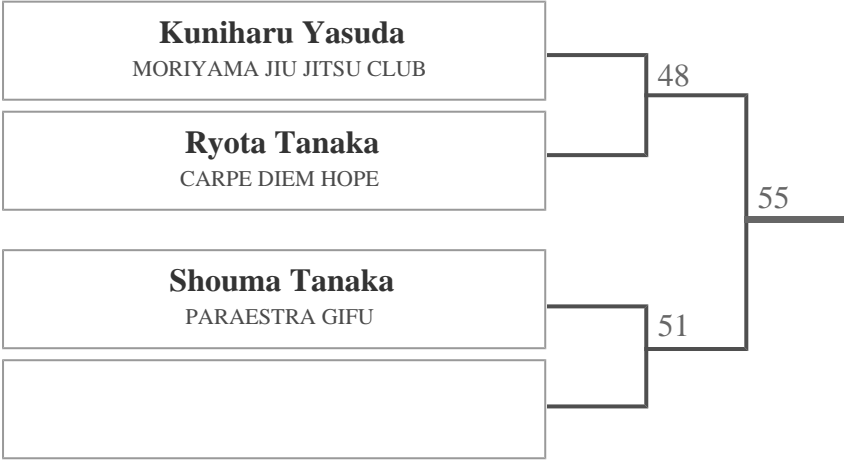 Kuniharu Yasuda
MORIYAMA JIU JITSU CLUB
48
Ryota Tanaka
CARPE DIEM HOPE
55
Shouma Tanaka
PARAESTRA GIFU
51